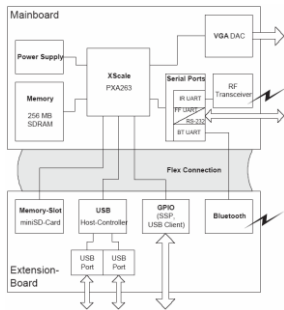 Mainboard
VGA DAC
Power Supply
XScale
PXA263
Serial Ports
IR UART
FF UART
RS-232
BT UART
RF
Transceiver
Memory
256 MB
SDRAM
Flex Connection
Memory-Slot
miniSD-Card
USB
Host-Controller
GPIO
(SSP,
USB Client)
Bluetooth
USB
Port
USB
Port
Extension-
Board